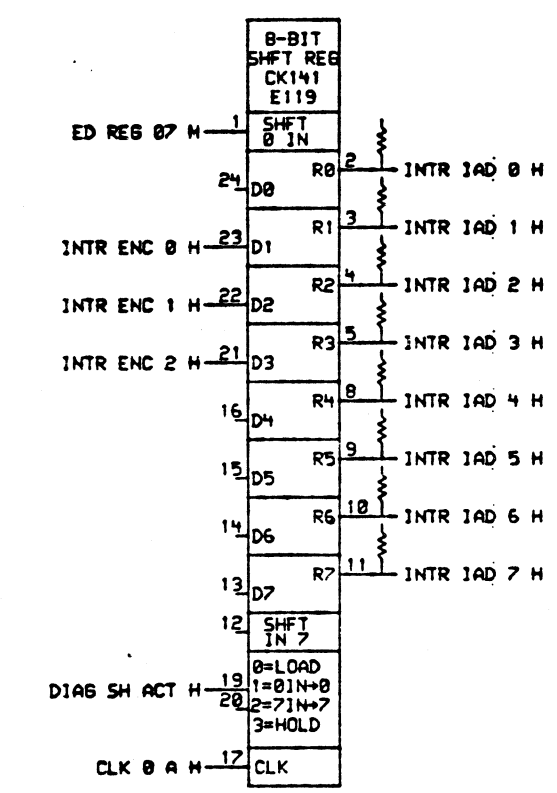 8-BIT
SHFT REG
CK141
E119
ED REG 07 H 1 SHFT 0 IN
R0 2 INTR IAD 0 H
24 D0
R1 3 INTR IAD 1 H
INTR ENC 0 H 23 D1
R2 4 INTR IAD 2 H
INTR ENC 1 H 22 D2
R3 5 INTR IAD 3 H
INTR ENC 2 H 21 D3
R4 8 INTR IAD 4 H
16 D4
R5 9 INTR IAD 5 H
15 D5
R6 10 INTR IAD 6 H
14 D6
R7 11 INTR IAD 7 H
13 D7
12 SHFT IN 7
0=LOAD
DIAG SH ACT H 19 1=0IN→0
20 2=7IN→7
3=HOLD
CLK 0 A H 17 CLK